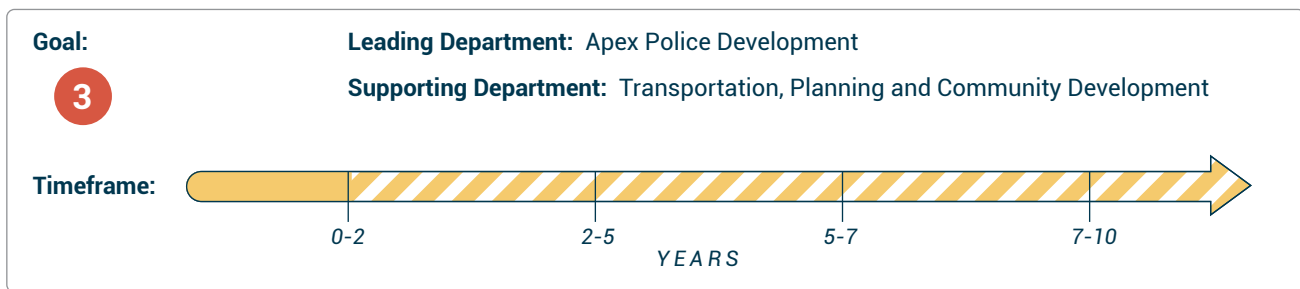 Goal:
Leading Department: Apex Police Development
3
Supporting Department: Transportation, Planning and Community Development
Timeframe:
0-2
2-5
5-7
7-10
YEARS